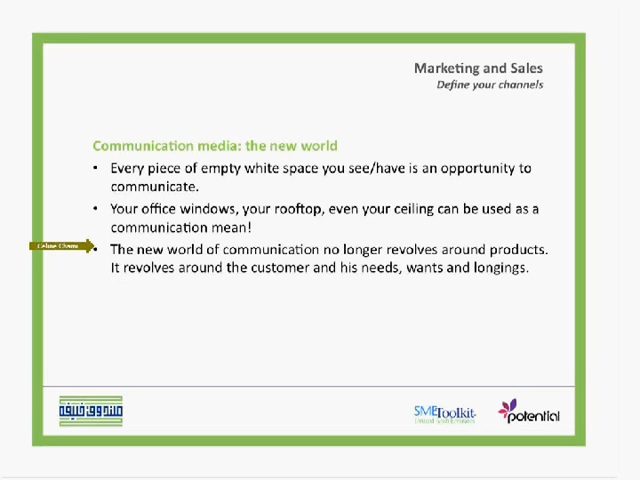 Marketing and Sales
Define your channels
Communication media: the new world
• Every piece of empty white space you see/have is an opportunity to
communicate.
• Your office windows, your rooftop, even your ceiling can be used as a
communication mean!
• The new world of communication no longer revolves around products.
It revolves around the customer and his needs, wants and longings.
صندوق خليفة
SMEToolkit
potential